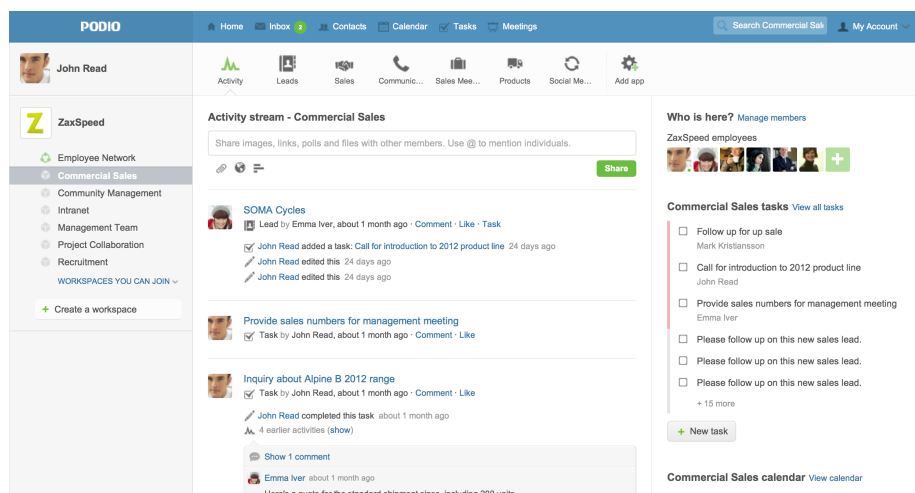 PODIO
Home
Inbox 2
Contacts
Calendar
Tasks
Meetings
Search Commercial Sal
My Account
John Read
ZaxSpeed
Employee Network
Commercial Sales
Community Management
Intranet
Management Team
Project Collaboration
Recruitment
WORKSPACES YOU CAN JOIN
+ Create a workspace
Activity
Leads
Sales
Communic...
Sales Mee...
Products
Social Me...
Add app
Activity stream - Commercial Sales
Share images, links, polls and files with other members. Use @ to mention individuals.
Share
SOMA Cycles
Lead by Emma Iver, about 1 month ago · Comment · Like · Task
John Read added a task: Call for introduction to 2012 product line 24 days ago
John Read edited this 24 days ago
John Read edited this 24 days ago
Provide sales numbers for management meeting
Task by John Read, about 1 month ago · Comment · Like
Inquiry about Alpine B 2012 range
Task by John Read, about 1 month ago · Comment · Like
John Read completed this task about 1 month ago
4 earlier activities (show)
Show 1 comment
Emma Iver about 1 month ago
Here's a quote for the standard shipment sizes, including 200 units
Who is here? Manage members
ZaxSpeed employees
+
Commercial Sales tasks View all tasks
Follow up for up sale
Mark Kristiansson
Call for introduction to 2012 product line
John Read
Provide sales numbers for management meeting
Emma Iver
Please follow up on this new sales lead.
Please follow up on this new sales lead.
Please follow up on this new sales lead.
+ 15 more
+ New task
Commercial Sales calendar View calendar